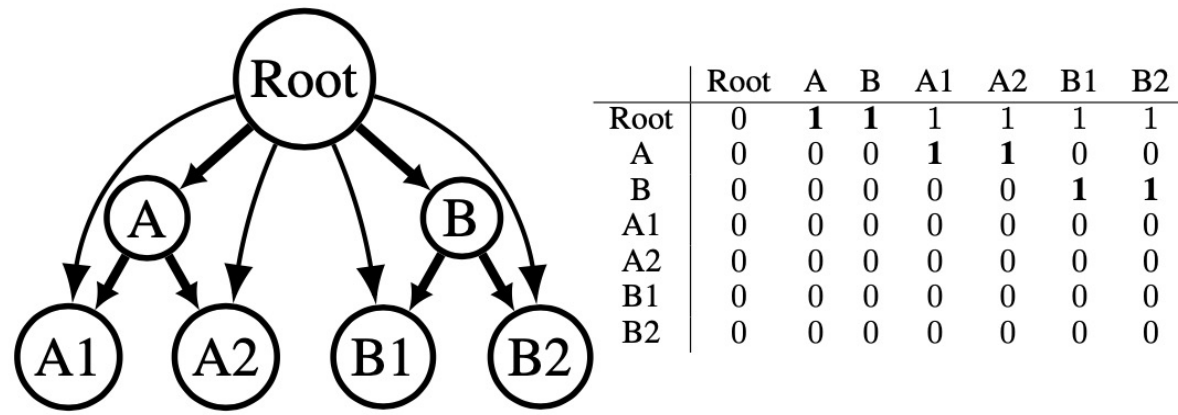 Root
A B
A1 A2 B1 B2
Root A B A1 A2 B1 B2
Root 0 1 1 1 1 1 1
A 0 0 0 1 1 0 0
B 0 0 0 0 0 1 1
A1 0 0 0 0 0 0 0
A2 0 0 0 0 0 0 0
B1 0 0 0 0 0 0 0
B2 0 0 0 0 0 0 0